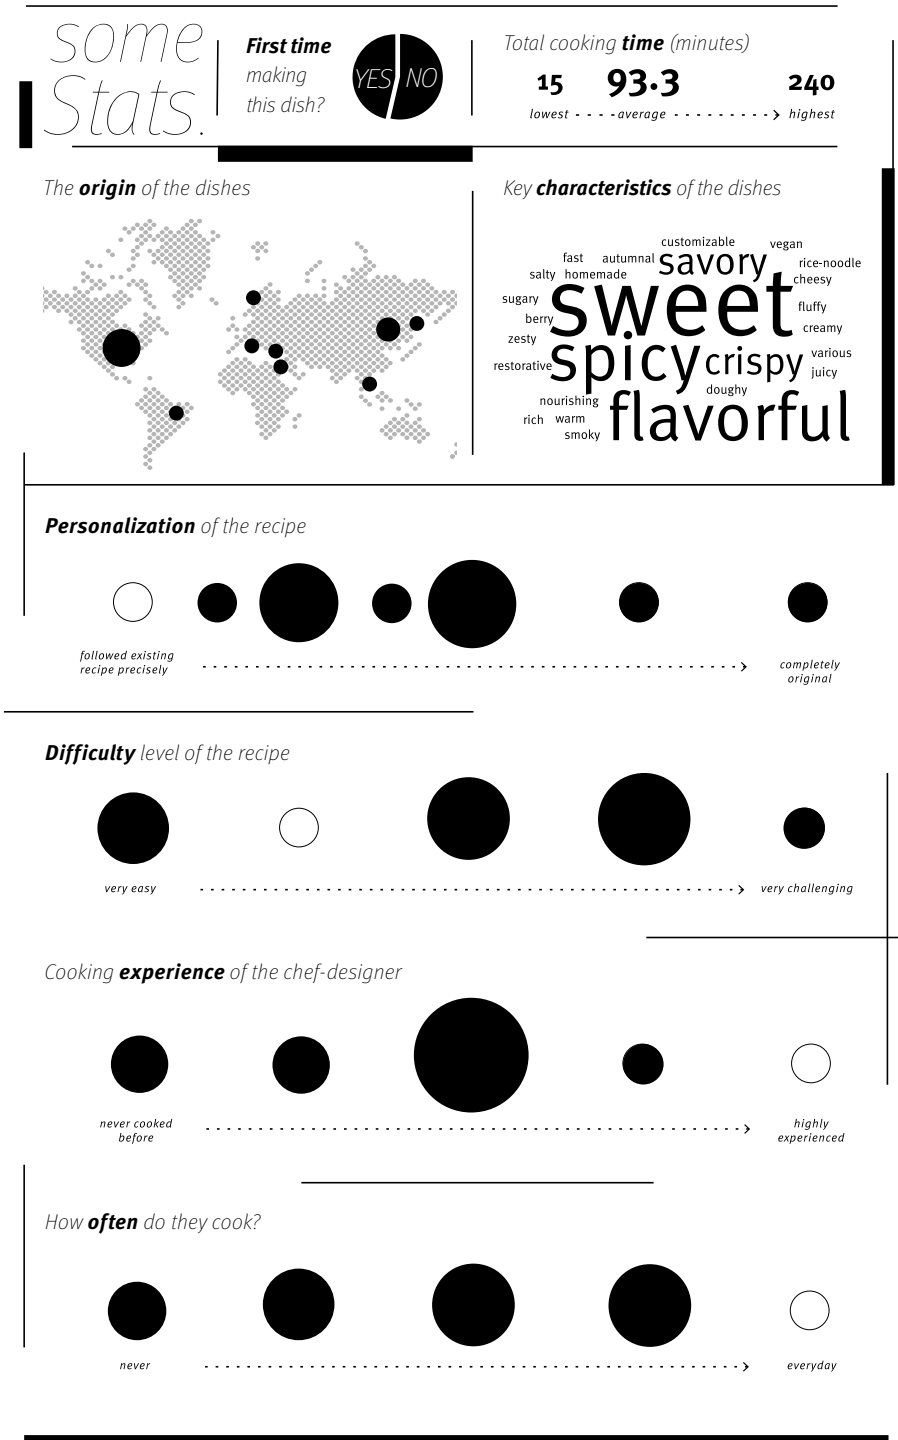 some
Stats.
First time
making
this dish?
YES NO
Total cooking time (minutes)
15 93.3 240
lowest average highest
The origin of the dishes
Key characteristics of the dishes
customizable
vegan
fast
autumnal
savory
rice-noodle
salty
homemade
cheesy
sweet
sugary
fluffy
berry
creamy
zesty
spicy
crispy
various
restorative
juicy
doughy
nourishing
flavorful
rich
warm
smoky
Personalization of the recipe
followed existing
recipe precisely
completely
original
Difficulty level of the recipe
very easy
very challenging
Cooking experience of the chef-designer
never cooked
before
highly
experienced
How often do they cook?
never
everyday